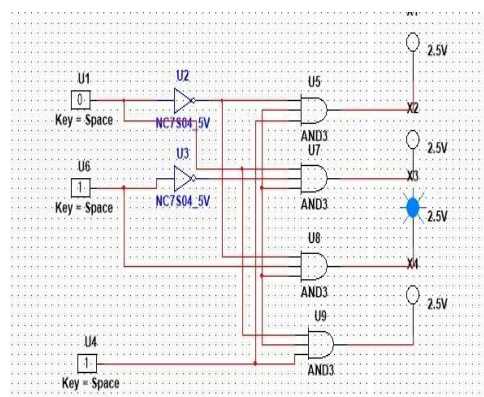 2.5V
U1
U2
U5
0
X2
Key = Space
NC7S04_5V
AND3
U3
U7
2.5V
U6
X3
1
Key = Space
NC7S04_5V
AND3
2.5V
U8
X4
AND3
U9
2.5V
U4
1
AND3
Key = Space